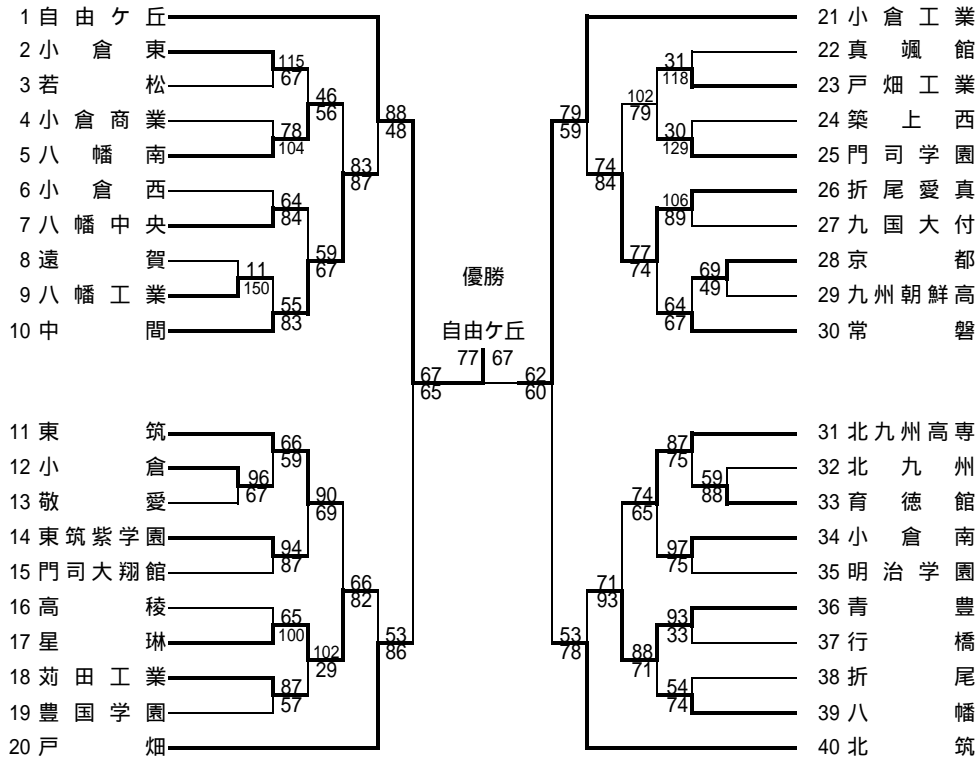 1 自由ケ丘
2 小倉東
3 若松
4 小倉商業
5 八幡南
6 小倉西
7 八幡中央
8 遠賀
9 八幡工業
10 中間
115
67
46
56
78
104
88
48
83
87
64
84
59
67
11
150
55
83
11 東筑
12 小倉
13 敬愛
14 東筑紫学園
15 門司大翔館
16 高稜
17 星琳
18 苅田工業
19 豊国学園
20 戸畑
66
59
96
67
90
69
94
87
66
82
65
100
102
29
87
57
53
86
優勝
自由ケ丘
77 67
67
65
62
60
21 小倉工業
22 真颯館
23 戸畑工業
24 築上西
25 門司学園
26 折尾愛真
27 九国大付
28 京都
29 九州朝鮮高
30 常磐
31
118
102
79
30
129
79
59
74
84
106
89
77
74
69
49
64
67
31 北九州高専
32 北九州
33 育徳館
34 小倉南
35 明治学園
36 青豊
37 行橋
38 折尾
39 八幡
40 北筑
87
75
59
88
74
65
97
75
71
93
93
33
88
71
54
74
53
78